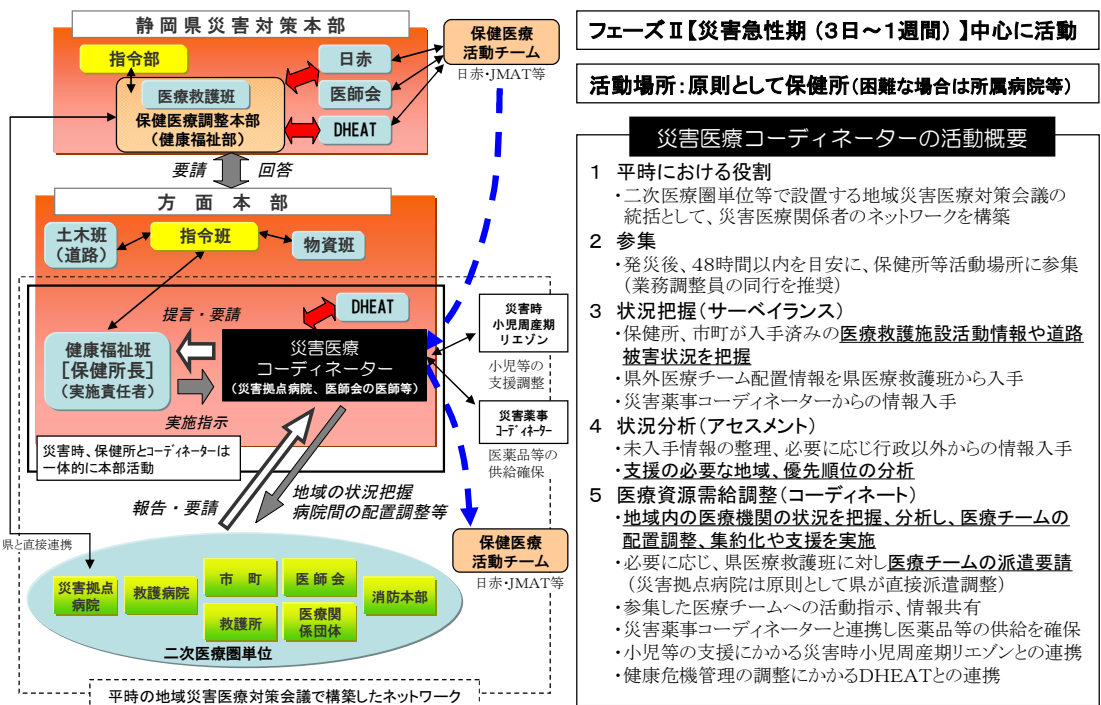 静岡県災害対策本部
指令部
医療救護班
保健医療調整本部
(健康福祉部)
日赤
医師会
DHEAT
保健医療
活動チーム
日赤・JMAT等
要請
回答
方面本部
土木班
(道路)
指令班
物資班
DHEAT
提言・要請
健康福祉班
[保健所長]
(実施責任者)
実施指示
災害医療
コーディネーター
(災害拠点病院、医師会の医師等)
災害時
小児周産期
リエゾン
小児等の
支援調整
災害薬事
コーディネーター
医薬品等の
供給確保
災害時、保健所とコーディネーターは
一体的に本部活動
報告・要請
地域の状況把握
病院間の配置調整等
県と直接連携
保健医療
活動チーム
日赤・JMAT等
災害拠点
病院
救護病院
市 町
医師会
救護所
医療関
係団体
消防本部
二次医療圏単位
平時の地域災害医療対策会議で構築したネットワーク
フェーズⅡ【災害急性期(3日~1週間)】中心に活動
活動場所:原則として保健所(困難な場合は所属病院等)
災害医療コーディネーターの活動概要
1 平時における役割
・二次医療圏単位等で設置する地域災害医療対策会議の
統括として、災害医療関係者のネットワークを構築
2 参集
・発災後、48時間以内を目安に、保健所等活動場所に参集
(業務調整員の同行を推奨)
3 状況把握(サーベイランス)
・保健所、市町が入手済みの医療救護施設活動情報や道路
被害状況を把握
・県外医療チーム配置情報を県医療救護班から入手
・災害薬事コーディネーターからの情報入手
4 状況分析(アセスメント)
・未入手情報の整理、必要に応じ行政以外からの情報入手
・支援の必要な地域、優先順位の分析
5 医療資源需給調整(コーディネート)
・地域内の医療機関の状況を把握、分析し、医療チームの
配置調整、集約化や支援を実施
・必要に応じ、県医療救護班に対し医療チームの派遣要請
(災害拠点病院は原則として県が直接派遣調整)
・参集した医療チームへの活動指示、情報共有
・災害薬事コーディネーターと連携し医薬品等の供給を確保
・小児等の支援にかかる災害時小児周産期リエゾンとの連携
・健康危機管理の調整にかかるDHEATとの連携